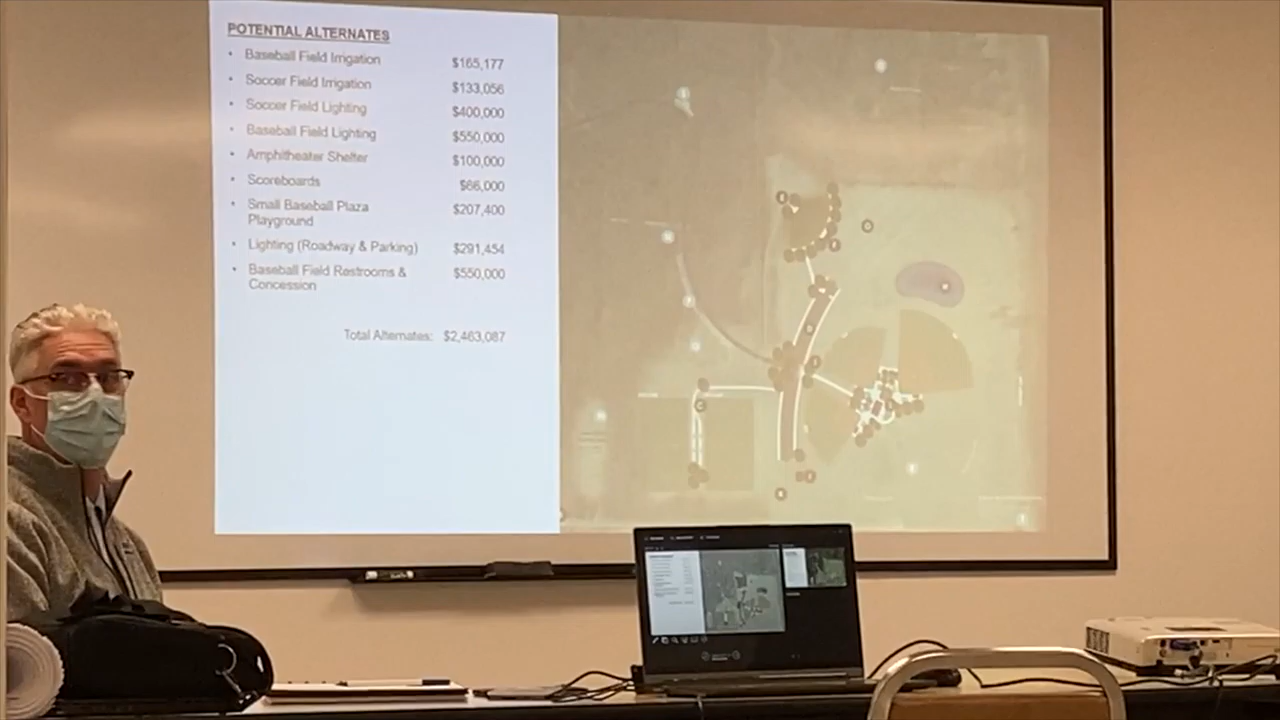 POTENTIAL ALTERNATES
• Baseball Field Irrigation $165,177
• Soccer Field Irrigation $133,056
• Soccer Field Lighting $400,000
• Baseball Field Lighting $550,000
• Amphitheater Shelter $100,000
• Scoreboards $66,000
• Small Baseball Plaza $207,400
Playground
• Lighting (Roadway & Parking) $291,454
• Baseball Field Restrooms & $550,000
Concession
Total Alternates: $2,463,087